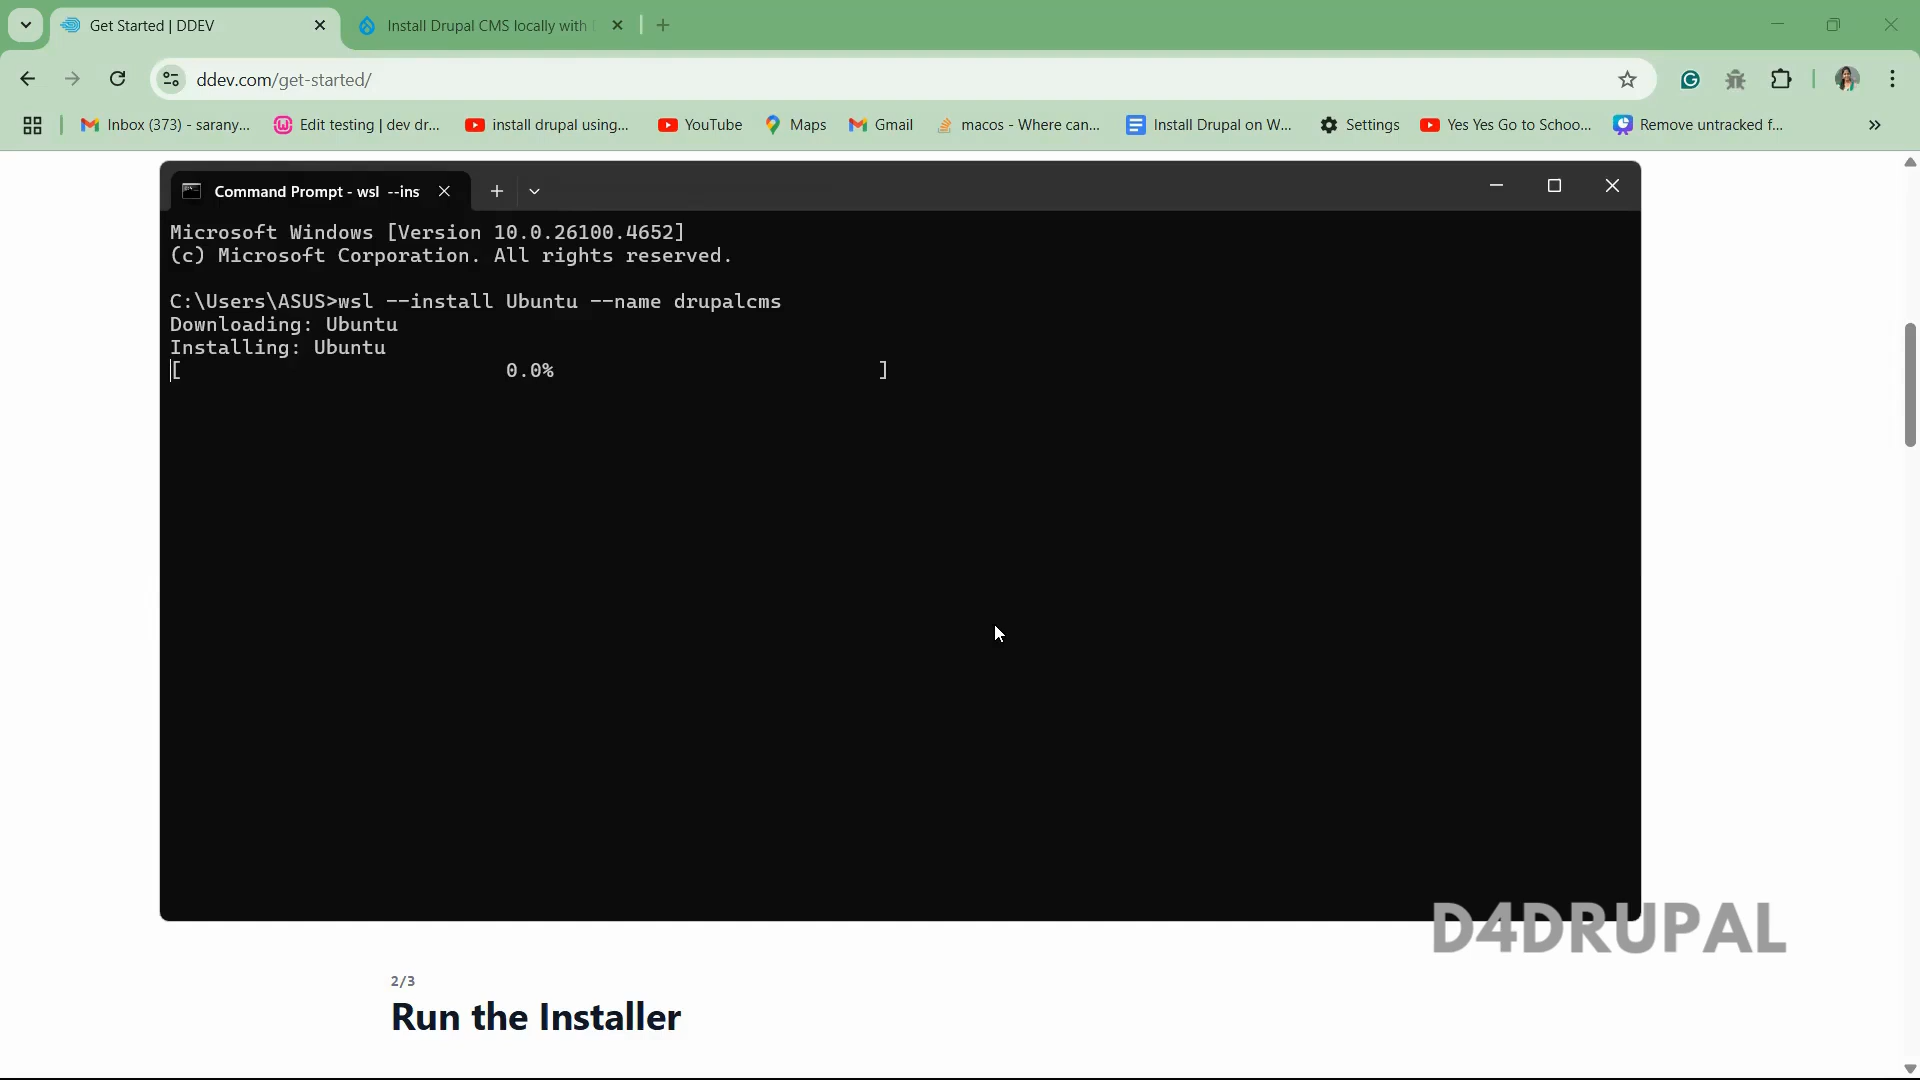 Get Started | DDEV
Install Drupal CMS locally with
ddev.com/get-started/
Inbox (373) - sarany...
Edit testing | dev dr...
install drupal using...
YouTube
Maps
Gmail
macos - Where can...
Install Drupal on W...
Settings
Yes Yes Go to Schoo...
Remove untracked f...
»
Command Prompt - wsl --ins
Microsoft Windows [Version 10.0.26100.4652]
(c) Microsoft Corporation. All rights reserved.
C:\Users\ASUS>wsl --install Ubuntu --name drupalcms
Downloading: Ubuntu
Installing: Ubuntu
[ 0.0% ]
D4DRUPAL
2/3
Run the Installer